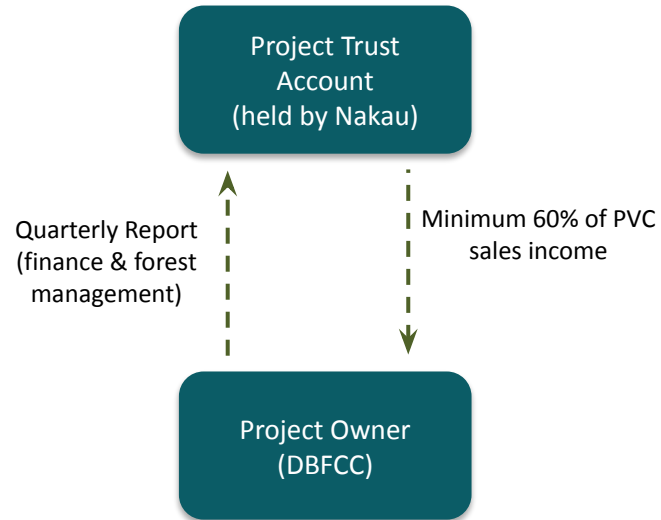 Project Trust
Account
(held by Nakau)
Quarterly Report
(finance & forest
management)
Minimum 60% of PVC
sales income
Project Owner
(DBFCC)